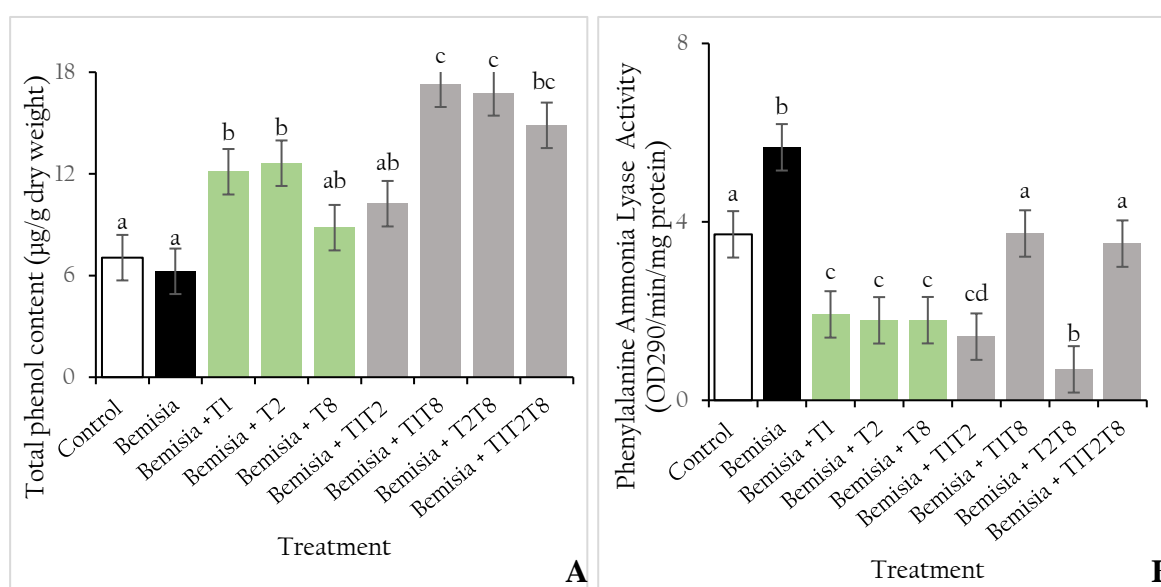 Total phenol content (µg/g dry weight)
18
12
6
0
a
a
b
b
ab
ab
c
c
bc
Control
Bemisia
Bemisia +T1
Bemisia + T2
Bemisia + T8
Bemisia + T1T2
Bemisia + T1T8
Bemisia + T2T8
Bemisia + T1T2T8
Treatment
A
Phenylalanine Ammonia Lyase Activity
(OD290/min/mg protein)
8
4
0
a
b
c
c
c
cd
a
b
a
Control
Bemisia
Bemisia +T1
Bemisia + T2
Bemisia + T8
Bemisia + T1T2
Bemisia + T1T8
Bemisia + T2T8
Bemisia + T1T2T8
Treatment